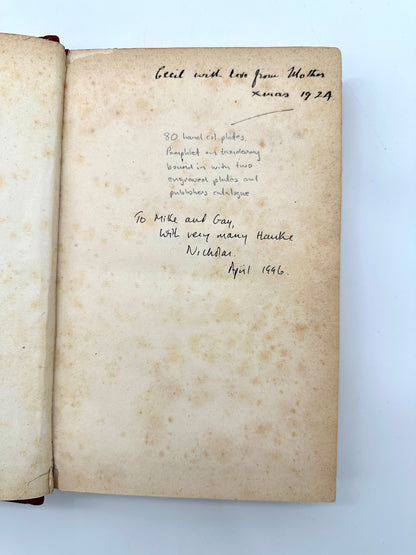 Cecil with love from Mother
Xmas 1924.
80 hand col. plates.
Pamphlet on taxidermy
bound in with two
engraved plates and
publishers catalogue
To Mike and Gay,
With very many thanks
Nicholas.
April 1996.